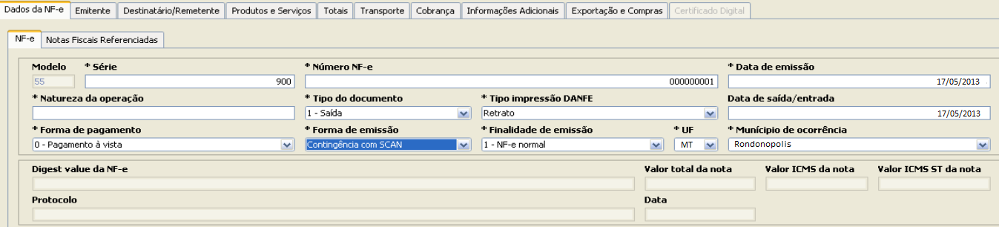 Dados da NF-e Emitente Destinatário/Remetente Produtos e Serviços Totais Transporte Cobrança Informações Adicionais Exportação e Compras Certificado Digital
NF-e Notas Fiscais Referenciadas
Modelo * Série * Número NF-e * Data de emissão
55 900 000000001 17/05/2013
* Natureza da operação * Tipo do documento * Tipo impressão DANFE Data de saída/entrada
1 - Saída Retrato 17/05/2013
* Forma de pagamento * Forma de emissão * Finalidade de emissão * UF * Munícipio de ocorrência
0 - Pagamento à vista Contingência com SCAN 1 - NF-e normal MT Rondonopolis
Digest value da NF-e Valor total da nota Valor ICMS da nota Valor ICMS ST da nota
Protocolo Data